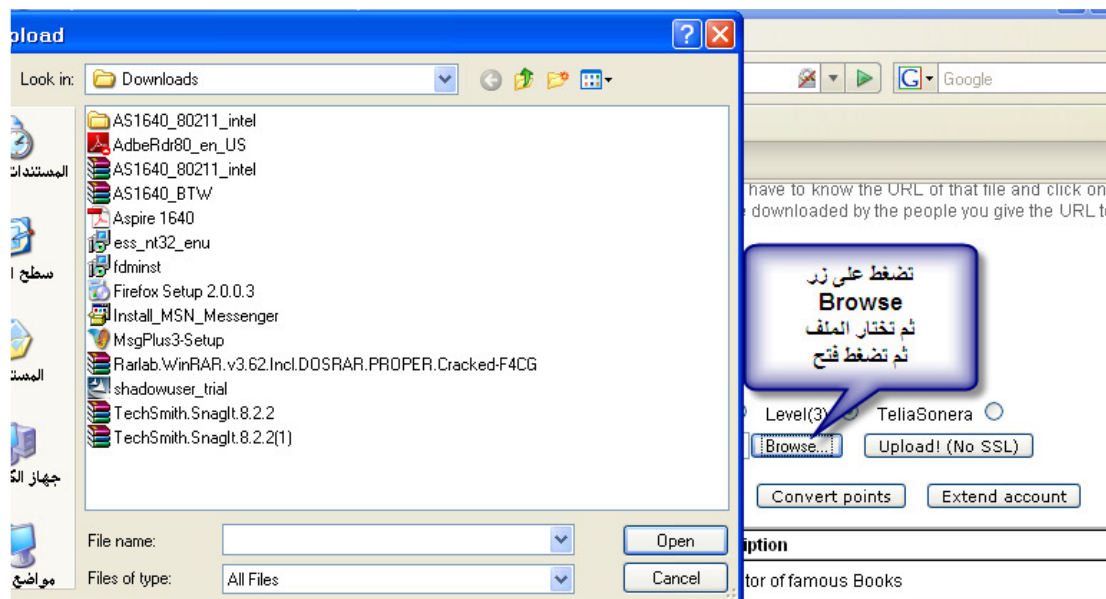 pload
Look in:
Downloads
AS1640_80211_intel
AdbeRdr80_en_US
AS1640_80211_intel
AS1640_BTW
Aspire 1640
ess_nt32_enu
fdminst
Firefox Setup 2.0.0.3
Install_MSN_Messenger
MsgPlus3-Setup
Rarlab.WinRAR.v3.62.Incl.DOSRAR.PROPER.Cracked-F4CG
shadowuser_trial
TechSmith.SnagIt.8.2.2
TechSmith.SnagIt.8.2.2(1)
المستندات
سطح ا
المست
جهاز الك
مواضع
File name:
Open
Files of type:
All Files
Cancel
G
Google
have to know the URL of that file and click on
downloaded by the people you give the URL t
تضغط على زر
Browse
ثم تختار الملف
ثم تضغط فتح
Level(3)
TeliaSonera
Browse...
Upload! (No SSL)
Convert points
Extend account
iption
tor of famous Books